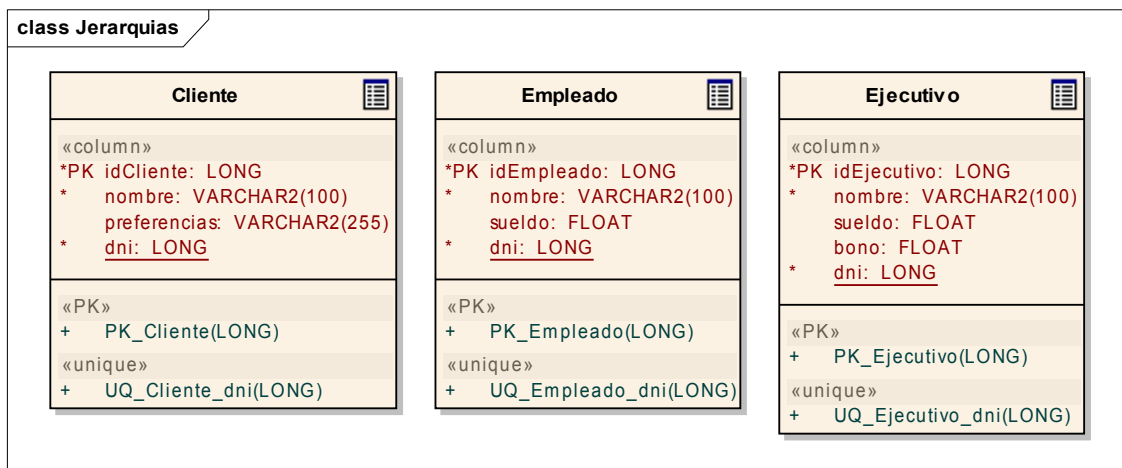 class Jerarquias
Cliente
«column»
*PK idCliente: LONG
* nombre: VARCHAR2(100)
preferencias: VARCHAR2(255)
* dni: LONG
«PK»
+ PK_Cliente(LONG)
«unique»
+ UQ_Cliente_dni(LONG)
Empleado
«column»
*PK idEmpleado: LONG
* nombre: VARCHAR2(100)
sueldo: FLOAT
* dni: LONG
«PK»
+ PK_Empleado(LONG)
«unique»
+ UQ_Empleado_dni(LONG)
Ejecutivo
«column»
*PK idEjecutivo: LONG
* nombre: VARCHAR2(100)
sueldo: FLOAT
bono: FLOAT
* dni: LONG
«PK»
+ PK_Ejecutivo(LONG)
«unique»
+ UQ_Ejecutivo_dni(LONG)